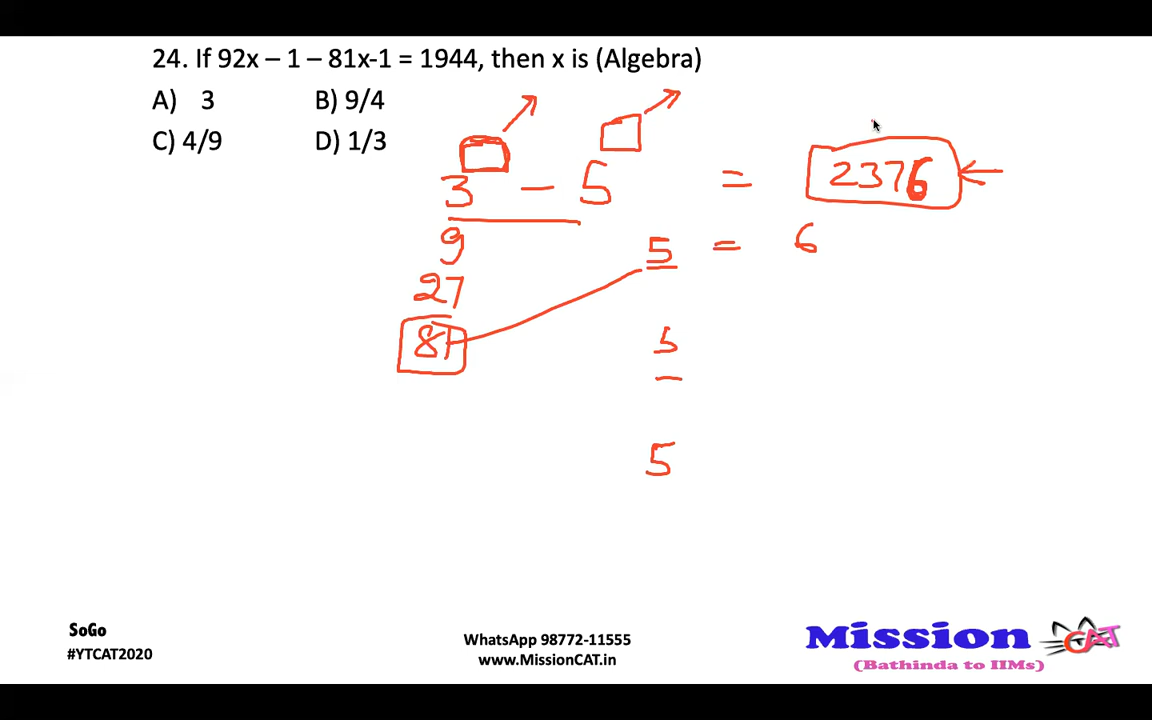 24. If 92x – 1 – 81x-1 = 1944, then x is (Algebra)
A) 3 B) 9/4
C) 4/9 D) 1/3
3 – 5 = 2376
9 5 = 6
27
81 5
5
SoGo
#YTCAT2020
WhatsApp 98772-11555
www.MissionCAT.in
Mission CAT
(Bathinda to IIMs)